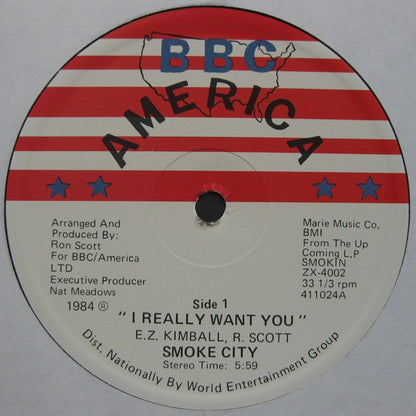 BBC
AMERICA
Arranged And
Produced By:
Ron Scott
For BBC/America
LTD
Executive Producer
Nat Meadows
1984 ℗
Marie Music Co.
BMI
From The Up
Coming L.P
SMOKIN
ZX-4002
33 1/3 rpm
411024A
Side 1
"I REALLY WANT YOU"
E.Z. KIMBALL, R. SCOTT
SMOKE CITY
Stereo Time: 5:59
Dist. Nationally By World Entertainment Group